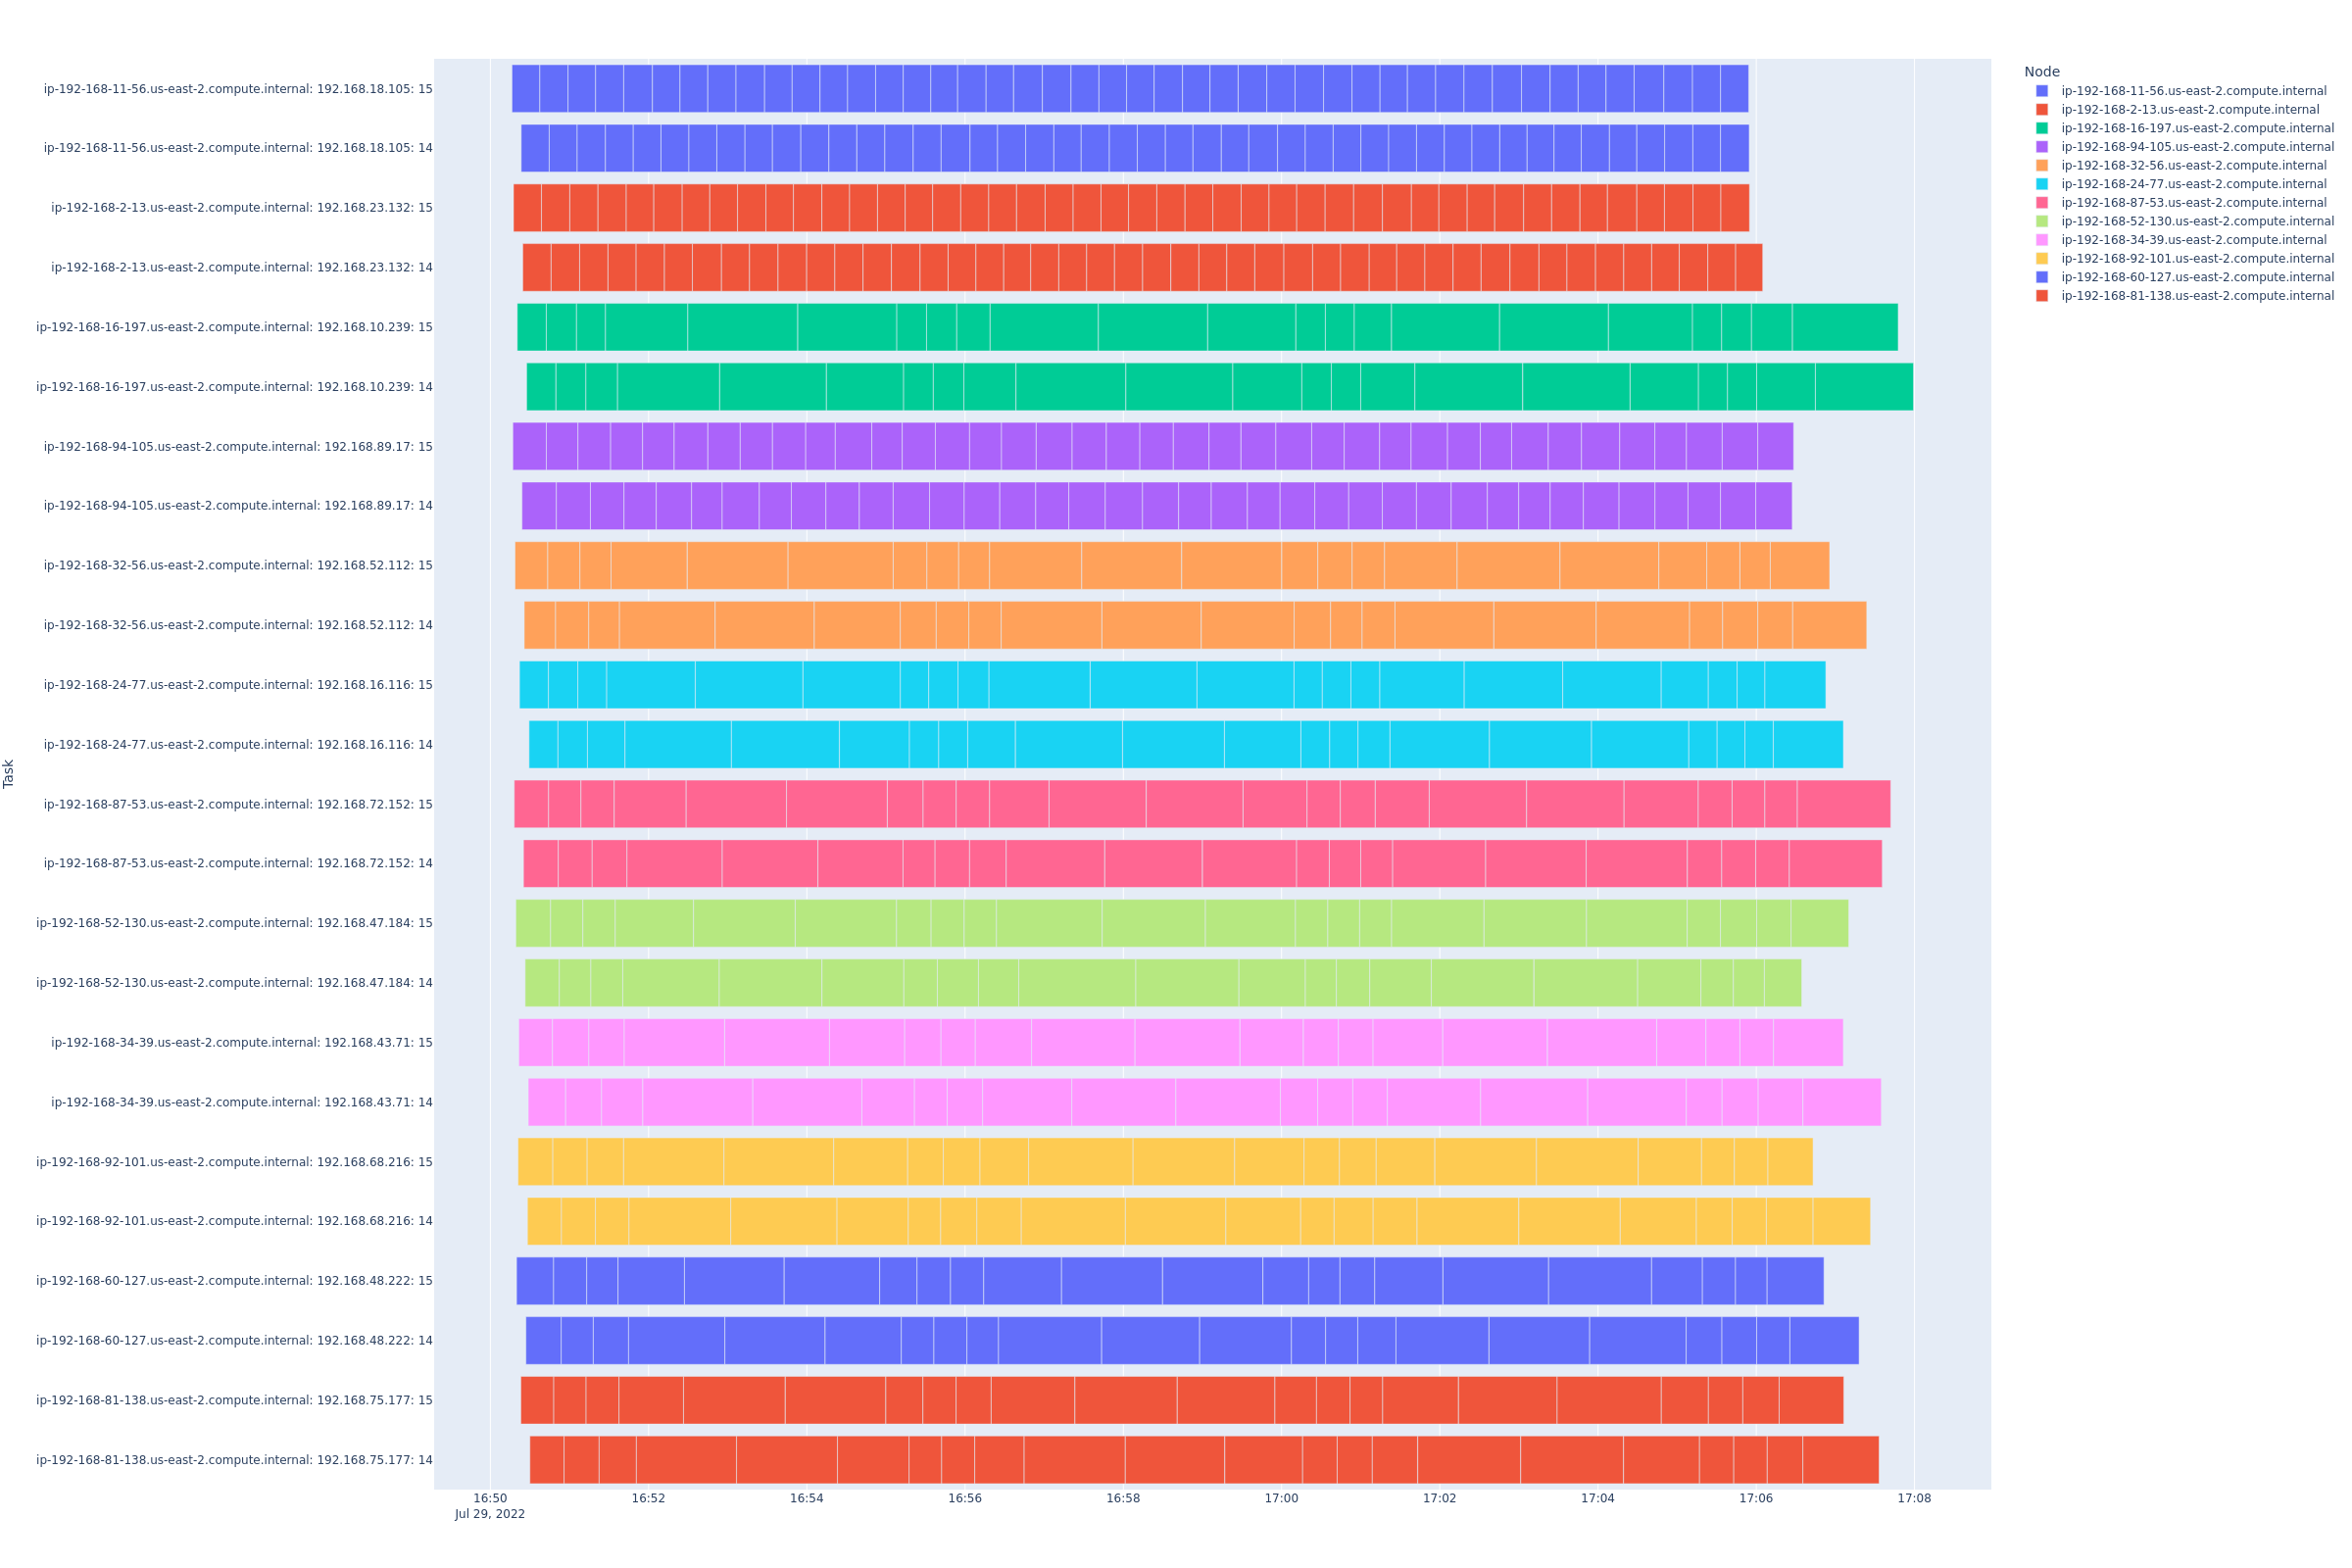 Task
ip-192-168-11-56.us-east-2.compute.internal: 192.168.18.105: 15
ip-192-168-11-56.us-east-2.compute.internal: 192.168.18.105: 14
ip-192-168-2-13.us-east-2.compute.internal: 192.168.23.132: 15
ip-192-168-2-13.us-east-2.compute.internal: 192.168.23.132: 14
ip-192-168-16-197.us-east-2.compute.internal: 192.168.10.239: 15
ip-192-168-16-197.us-east-2.compute.internal: 192.168.10.239: 14
ip-192-168-94-105.us-east-2.compute.internal: 192.168.89.17: 15
ip-192-168-94-105.us-east-2.compute.internal: 192.168.89.17: 14
ip-192-168-32-56.us-east-2.compute.internal: 192.168.52.112: 15
ip-192-168-32-56.us-east-2.compute.internal: 192.168.52.112: 14
ip-192-168-24-77.us-east-2.compute.internal: 192.168.16.116: 15
ip-192-168-24-77.us-east-2.compute.internal: 192.168.16.116: 14
ip-192-168-87-53.us-east-2.compute.internal: 192.168.72.152: 15
ip-192-168-87-53.us-east-2.compute.internal: 192.168.72.152: 14
ip-192-168-52-130.us-east-2.compute.internal: 192.168.47.184: 15
ip-192-168-52-130.us-east-2.compute.internal: 192.168.47.184: 14
ip-192-168-34-39.us-east-2.compute.internal: 192.168.43.71: 15
ip-192-168-34-39.us-east-2.compute.internal: 192.168.43.71: 14
ip-192-168-92-101.us-east-2.compute.internal: 192.168.68.216: 15
ip-192-168-92-101.us-east-2.compute.internal: 192.168.68.216: 14
ip-192-168-60-127.us-east-2.compute.internal: 192.168.48.222: 15
ip-192-168-60-127.us-east-2.compute.internal: 192.168.48.222: 14
ip-192-168-81-138.us-east-2.compute.internal: 192.168.75.177: 15
ip-192-168-81-138.us-east-2.compute.internal: 192.168.75.177: 14
16:50 16:52 16:54 16:56 16:58 17:00 17:02 17:04 17:06 17:08
Jul 29, 2022
Node
ip-192-168-11-56.us-east-2.compute.internal
ip-192-168-2-13.us-east-2.compute.internal
ip-192-168-16-197.us-east-2.compute.internal
ip-192-168-94-105.us-east-2.compute.internal
ip-192-168-32-56.us-east-2.compute.internal
ip-192-168-24-77.us-east-2.compute.internal
ip-192-168-87-53.us-east-2.compute.internal
ip-192-168-52-130.us-east-2.compute.internal
ip-192-168-34-39.us-east-2.compute.internal
ip-192-168-92-101.us-east-2.compute.internal
ip-192-168-60-127.us-east-2.compute.internal
ip-192-168-81-138.us-east-2.compute.internal